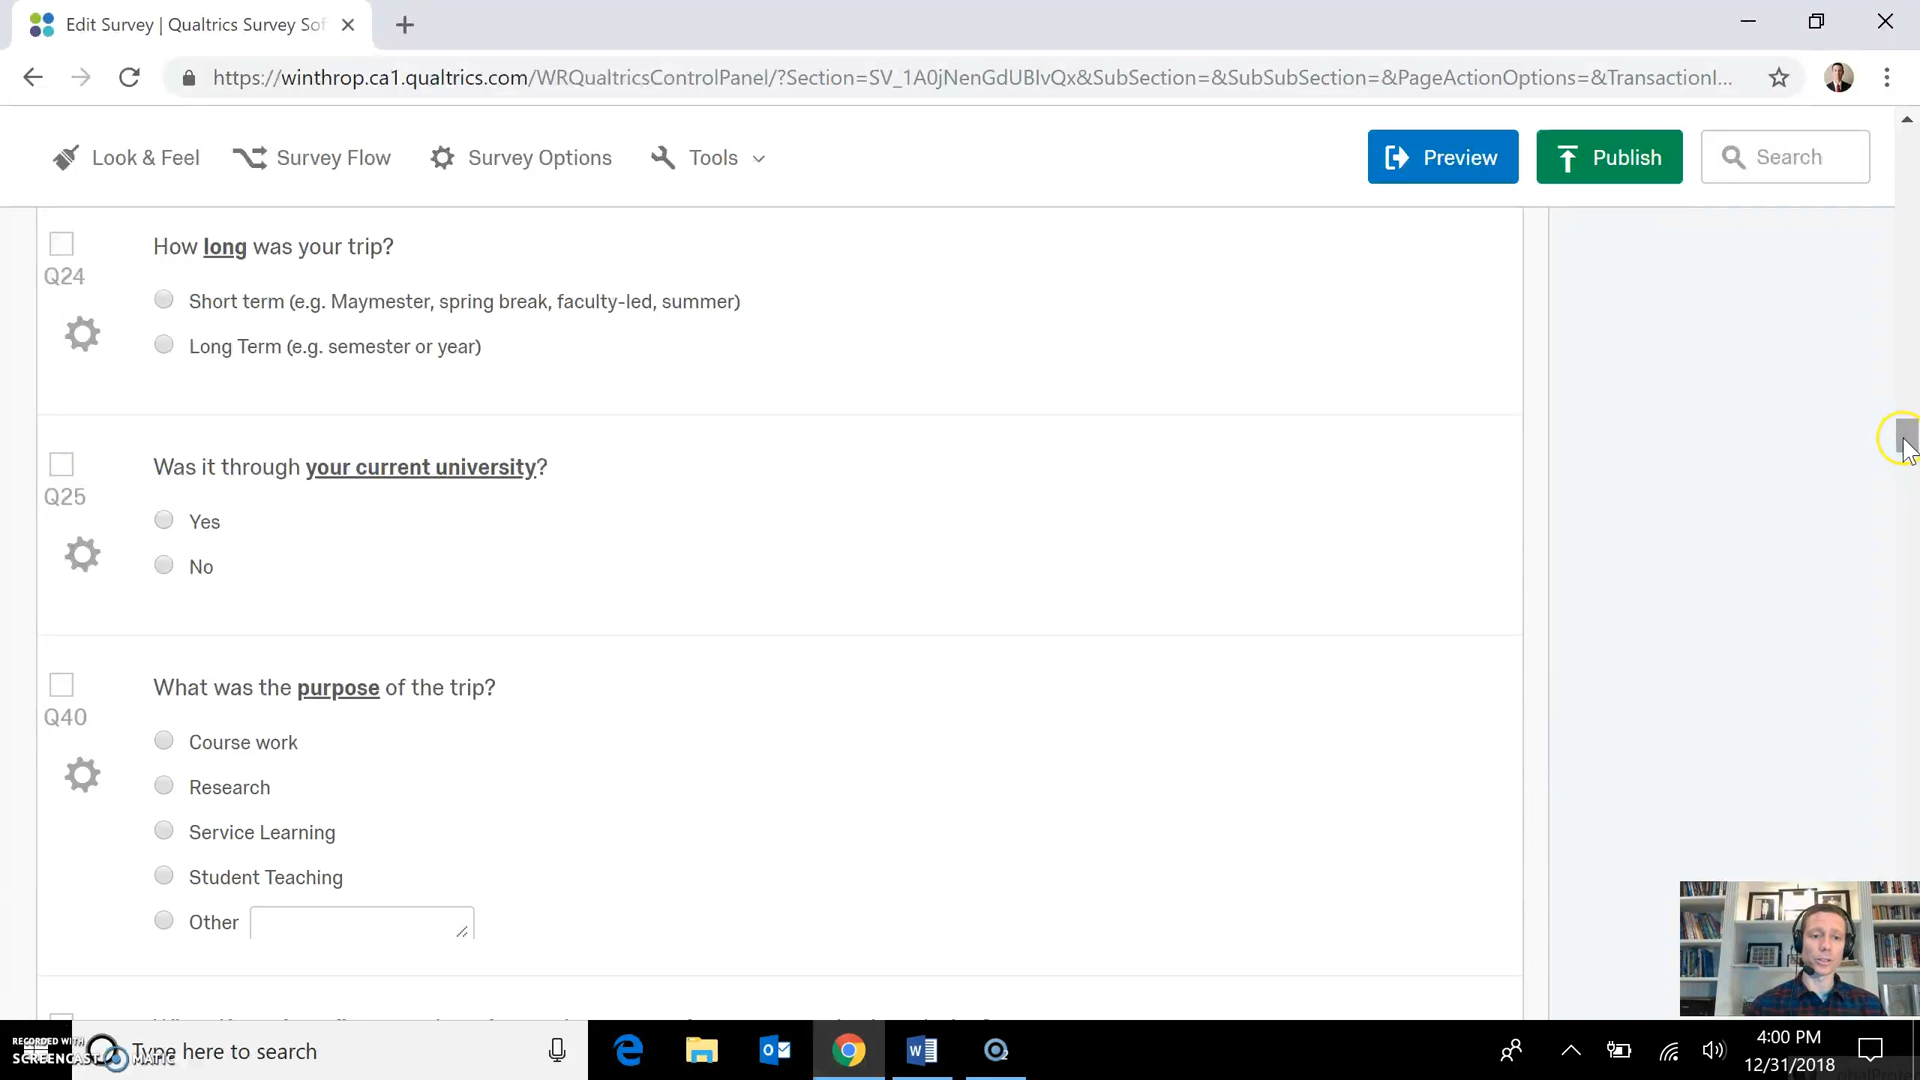 Edit Survey | Qualtrics Survey Sof
https://winthrop.ca1.qualtrics.com/WRQualtricsControlPanel/?Section=SV_1A0jNenGdUBIvQx&SubSection=&SubSubSection=&PageActionOptions=&TransactionI...
Look & Feel Survey Flow Survey Options Tools Preview Publish Search
How long was your trip?
Q24
Short term (e.g. Maymester, spring break, faculty-led, summer)
Long Term (e.g. semester or year)
Was it through your current university?
Q25
Yes
No
What was the purpose of the trip?
Q40
Course work
Research
Service Learning
Student Teaching
Other
RECORDED WITH
SCREENCAST MATIC
Type here to search
4:00 PM
12/31/2018